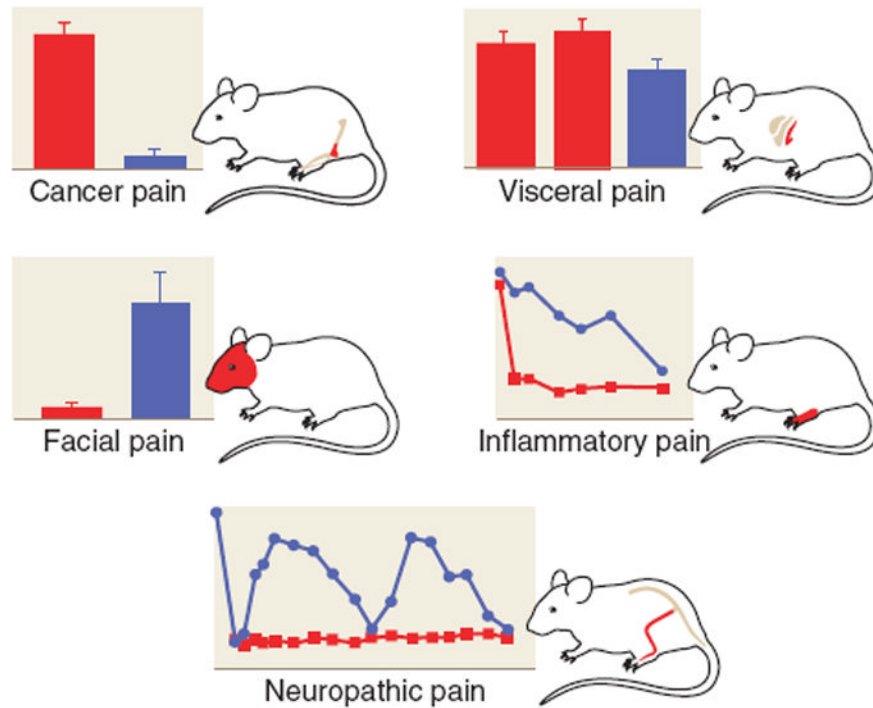 Cancer pain
Visceral pain
Facial pain
Inflammatory pain
Neuropathic pain